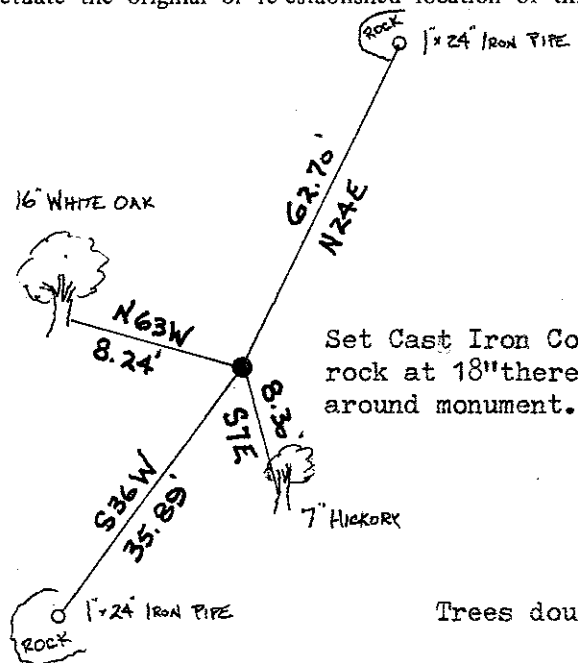 the original or re-established location of th
ROCK
1"x 24" IRON PIPE
62.70'
N24E
16" WHITE OAK
N63W
8.24'
Set Cast Iron Co
rock at 18"there
around monument.
8.30'
S7E
S36W
35.89'
7" HICKORY
1"x 24" IRON PIPE
ROCK
Trees dou